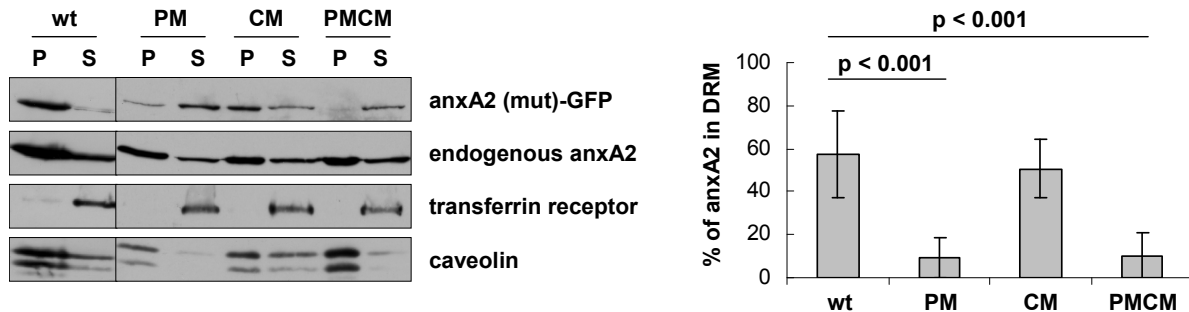 wt PM CM PMCM
P S P S P S P S
anxA2 (mut)-GFP
endogenous anxA2
transferrin receptor
caveolin
p < 0.001
p < 0.001
% of anxA2 in DRM
100
80
60
40
20
0
wt PM CM PMCM